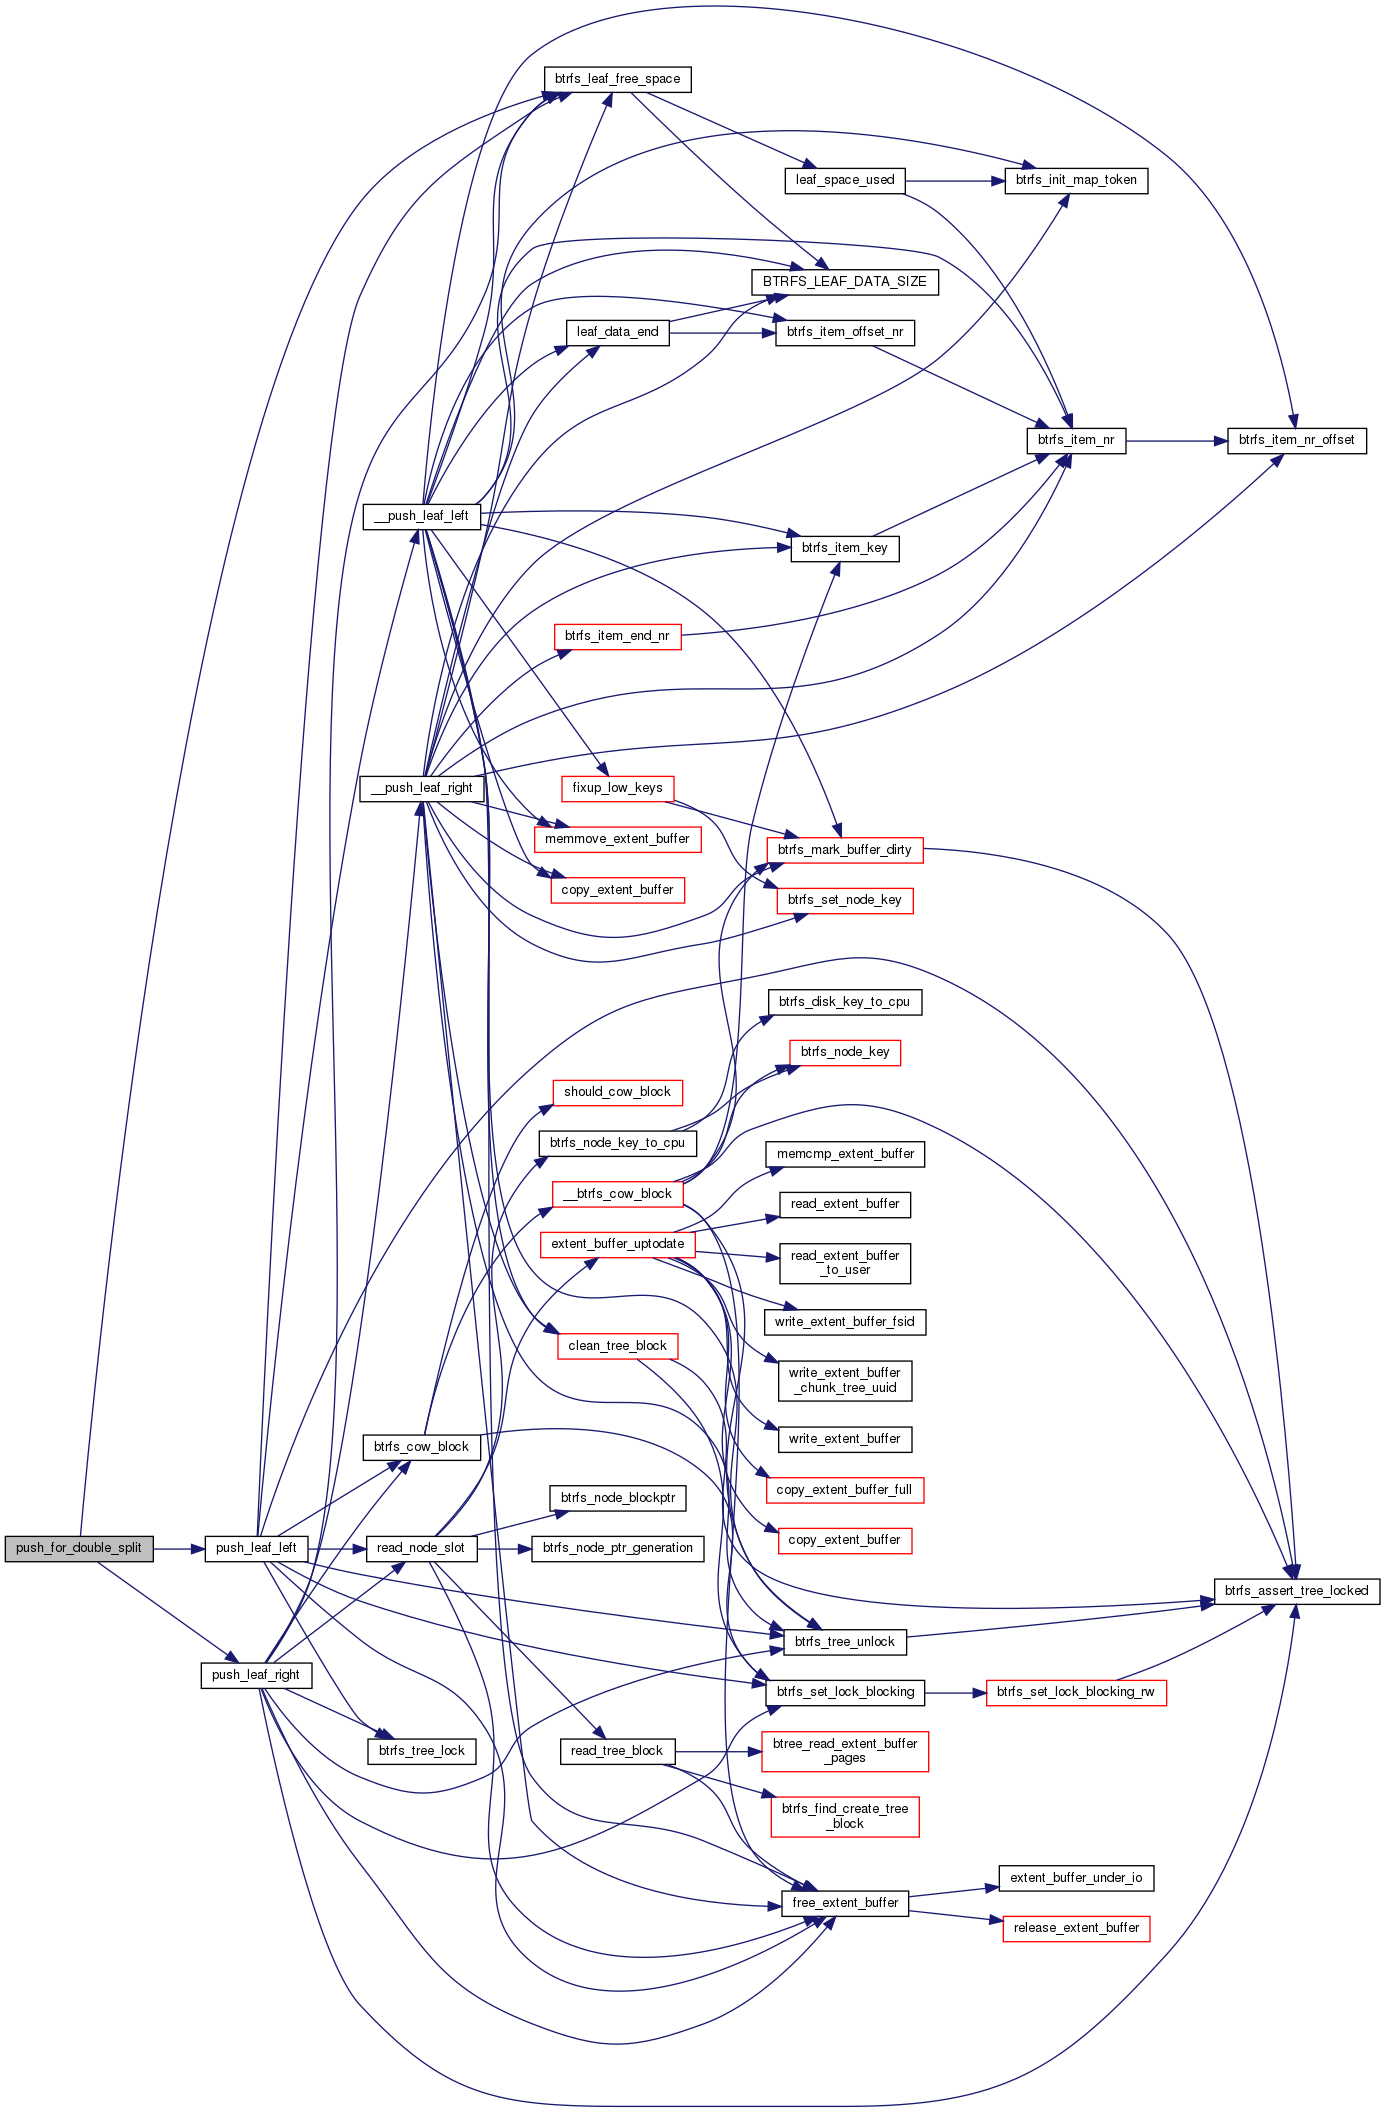 btrfs_leaf_free_space
leaf_space_used
btrfs_init_map_token
BTRFS_LEAF_DATA_SIZE
leaf_data_end
btrfs_item_offset_nr
btrfs_item_nr
btrfs_item_nr_offset
__push_leaf_left
btrfs_item_key
btrfs_item_end_nr
__push_leaf_right
fixup_low_keys
memmove_extent_buffer
btrfs_mark_buffer_dirty
copy_extent_buffer
btrfs_set_node_key
btrfs_disk_key_to_cpu
btrfs_node_key
should_cow_block
btrfs_node_key_to_cpu
memcmp_extent_buffer
__btrfs_cow_block
read_extent_buffer
extent_buffer_uptodate
read_extent_buffer
_to_user
write_extent_buffer_fsid
clean_tree_block
write_extent_buffer
_chunk_tree_uuid
btrfs_cow_block
write_extent_buffer
copy_extent_buffer_full
btrfs_node_blockptr
push_for_double_split
push_leaf_left
read_node_slot
btrfs_node_ptr_generation
copy_extent_buffer
btrfs_assert_tree_locked
btrfs_tree_unlock
push_leaf_right
btrfs_set_lock_blocking
btrfs_set_lock_blocking_rw
btrfs_tree_lock
read_tree_block
btree_read_extent_buffer
_pages
btrfs_find_create_tree
_block
extent_buffer_under_io
free_extent_buffer
release_extent_buffer